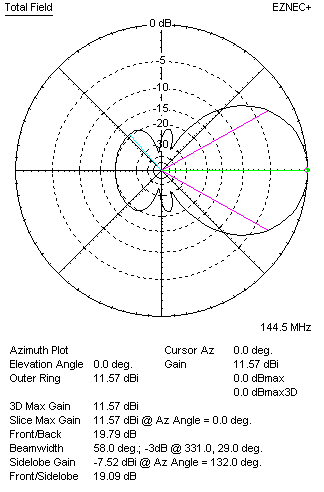 Total Field EZNEC+
0 dB
-5
-10
-15
-20
-30
144.5 MHz
Azimuth Plot Cursor Az 0.0 deg.
Elevation Angle 0.0 deg. Gain 11.57 dBi
Outer Ring 11.57 dBi 0.0 dBmax
0.0 dBmax3D
3D Max Gain 11.57 dBi
Slice Max Gain 11.57 dBi @ Az Angle = 0.0 deg.
Front/Back 19.79 dB
Beamwidth 58.0 deg.; -3dB @ 331.0, 29.0 deg.
Sidelobe Gain -7.52 dBi @ Az Angle = 132.0 deg.
Front/Sidelobe 19.09 dB